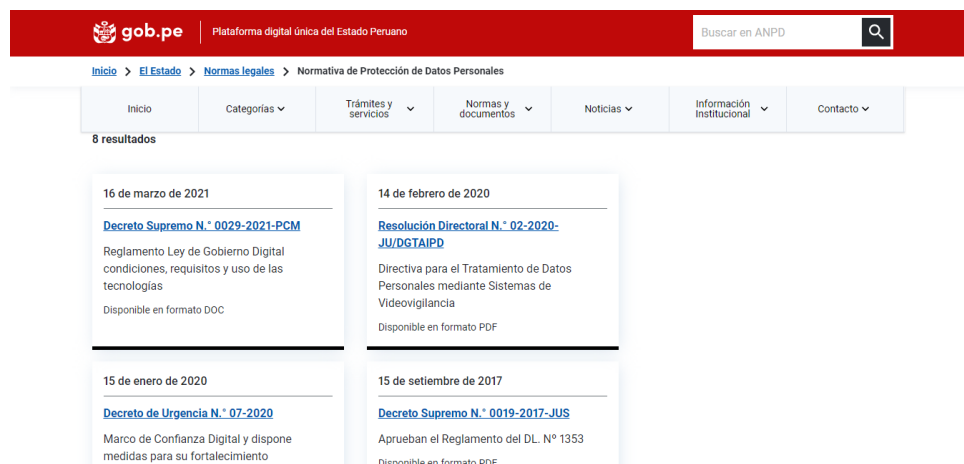 gob.pe
Plataforma digital única del Estado Peruano
Buscar en ANPD
Inicio > El Estado > Normas legales > Normativa de Protección de Datos Personales
Inicio
Categorías
Trámites y
servicios
Normas y
documentos
Noticias
Información
Institucional
Contacto
8 resultados
16 de marzo de 2021
Decreto Supremo N.° 0029-2021-PCM
Reglamento Ley de Gobierno Digital
condiciones, requisitos y uso de las
tecnologías
Disponible en formato DOC
14 de febrero de 2020
Resolución Directoral N.° 02-2020-
JU/DGTAIPD
Directiva para el Tratamiento de Datos
Personales mediante Sistemas de
Videovigilancia
Disponible en formato PDF
15 de enero de 2020
Decreto de Urgencia N.° 07-2020
Marco de Confianza Digital y dispone
medidas para su fortalecimiento
15 de setiembre de 2017
Decreto Supremo N.° 0019-2017-JUS
Aprueban el Reglamento del DL. Nº 1353
Disponible en formato PDF